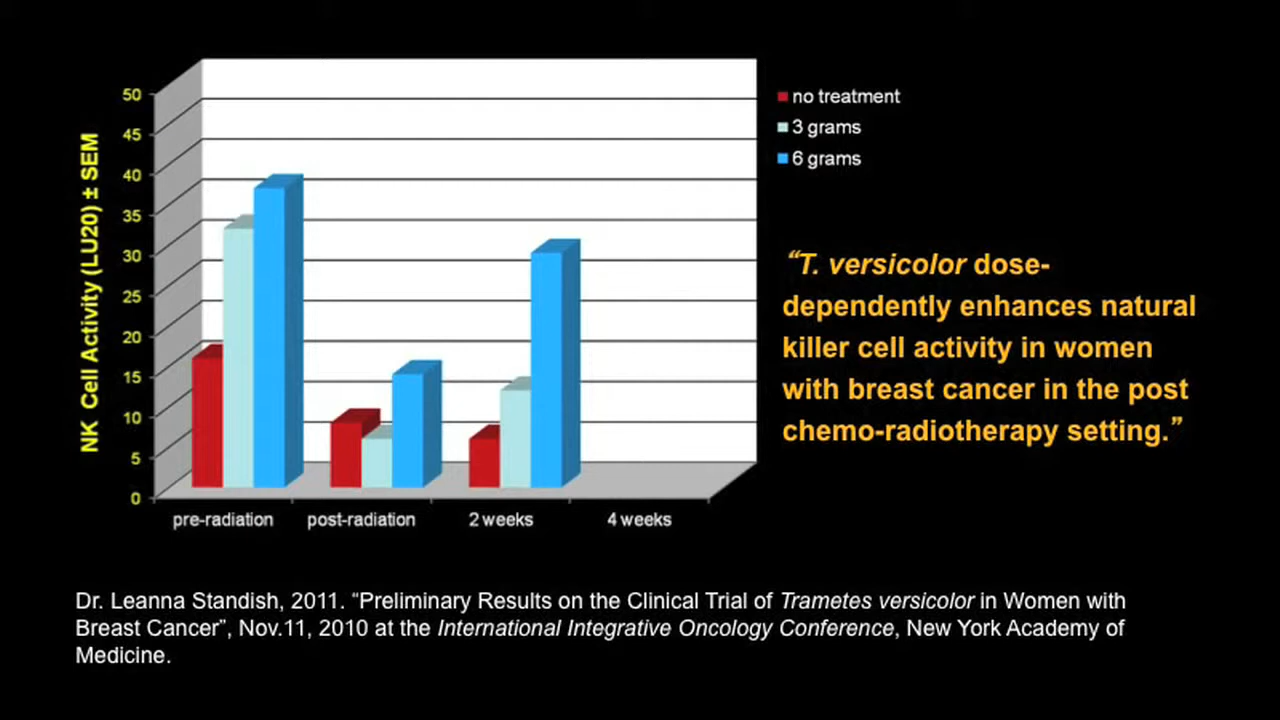 50
45
40
35
30
25
20
15
10
5
0
NK Cell Activity (LU20) ± SEM
pre-radiation
post-radiation
2 weeks
4 weeks
no treatment
3 grams
6 grams
“T. versicolor dose-
dependently enhances natural
killer cell activity in women
with breast cancer in the post
chemo-radiotherapy setting.”
Dr. Leanna Standish, 2011. “Preliminary Results on the Clinical Trial of Trametes versicolor in Women with
Breast Cancer”, Nov.11, 2010 at the International Integrative Oncology Conference, New York Academy of
Medicine.